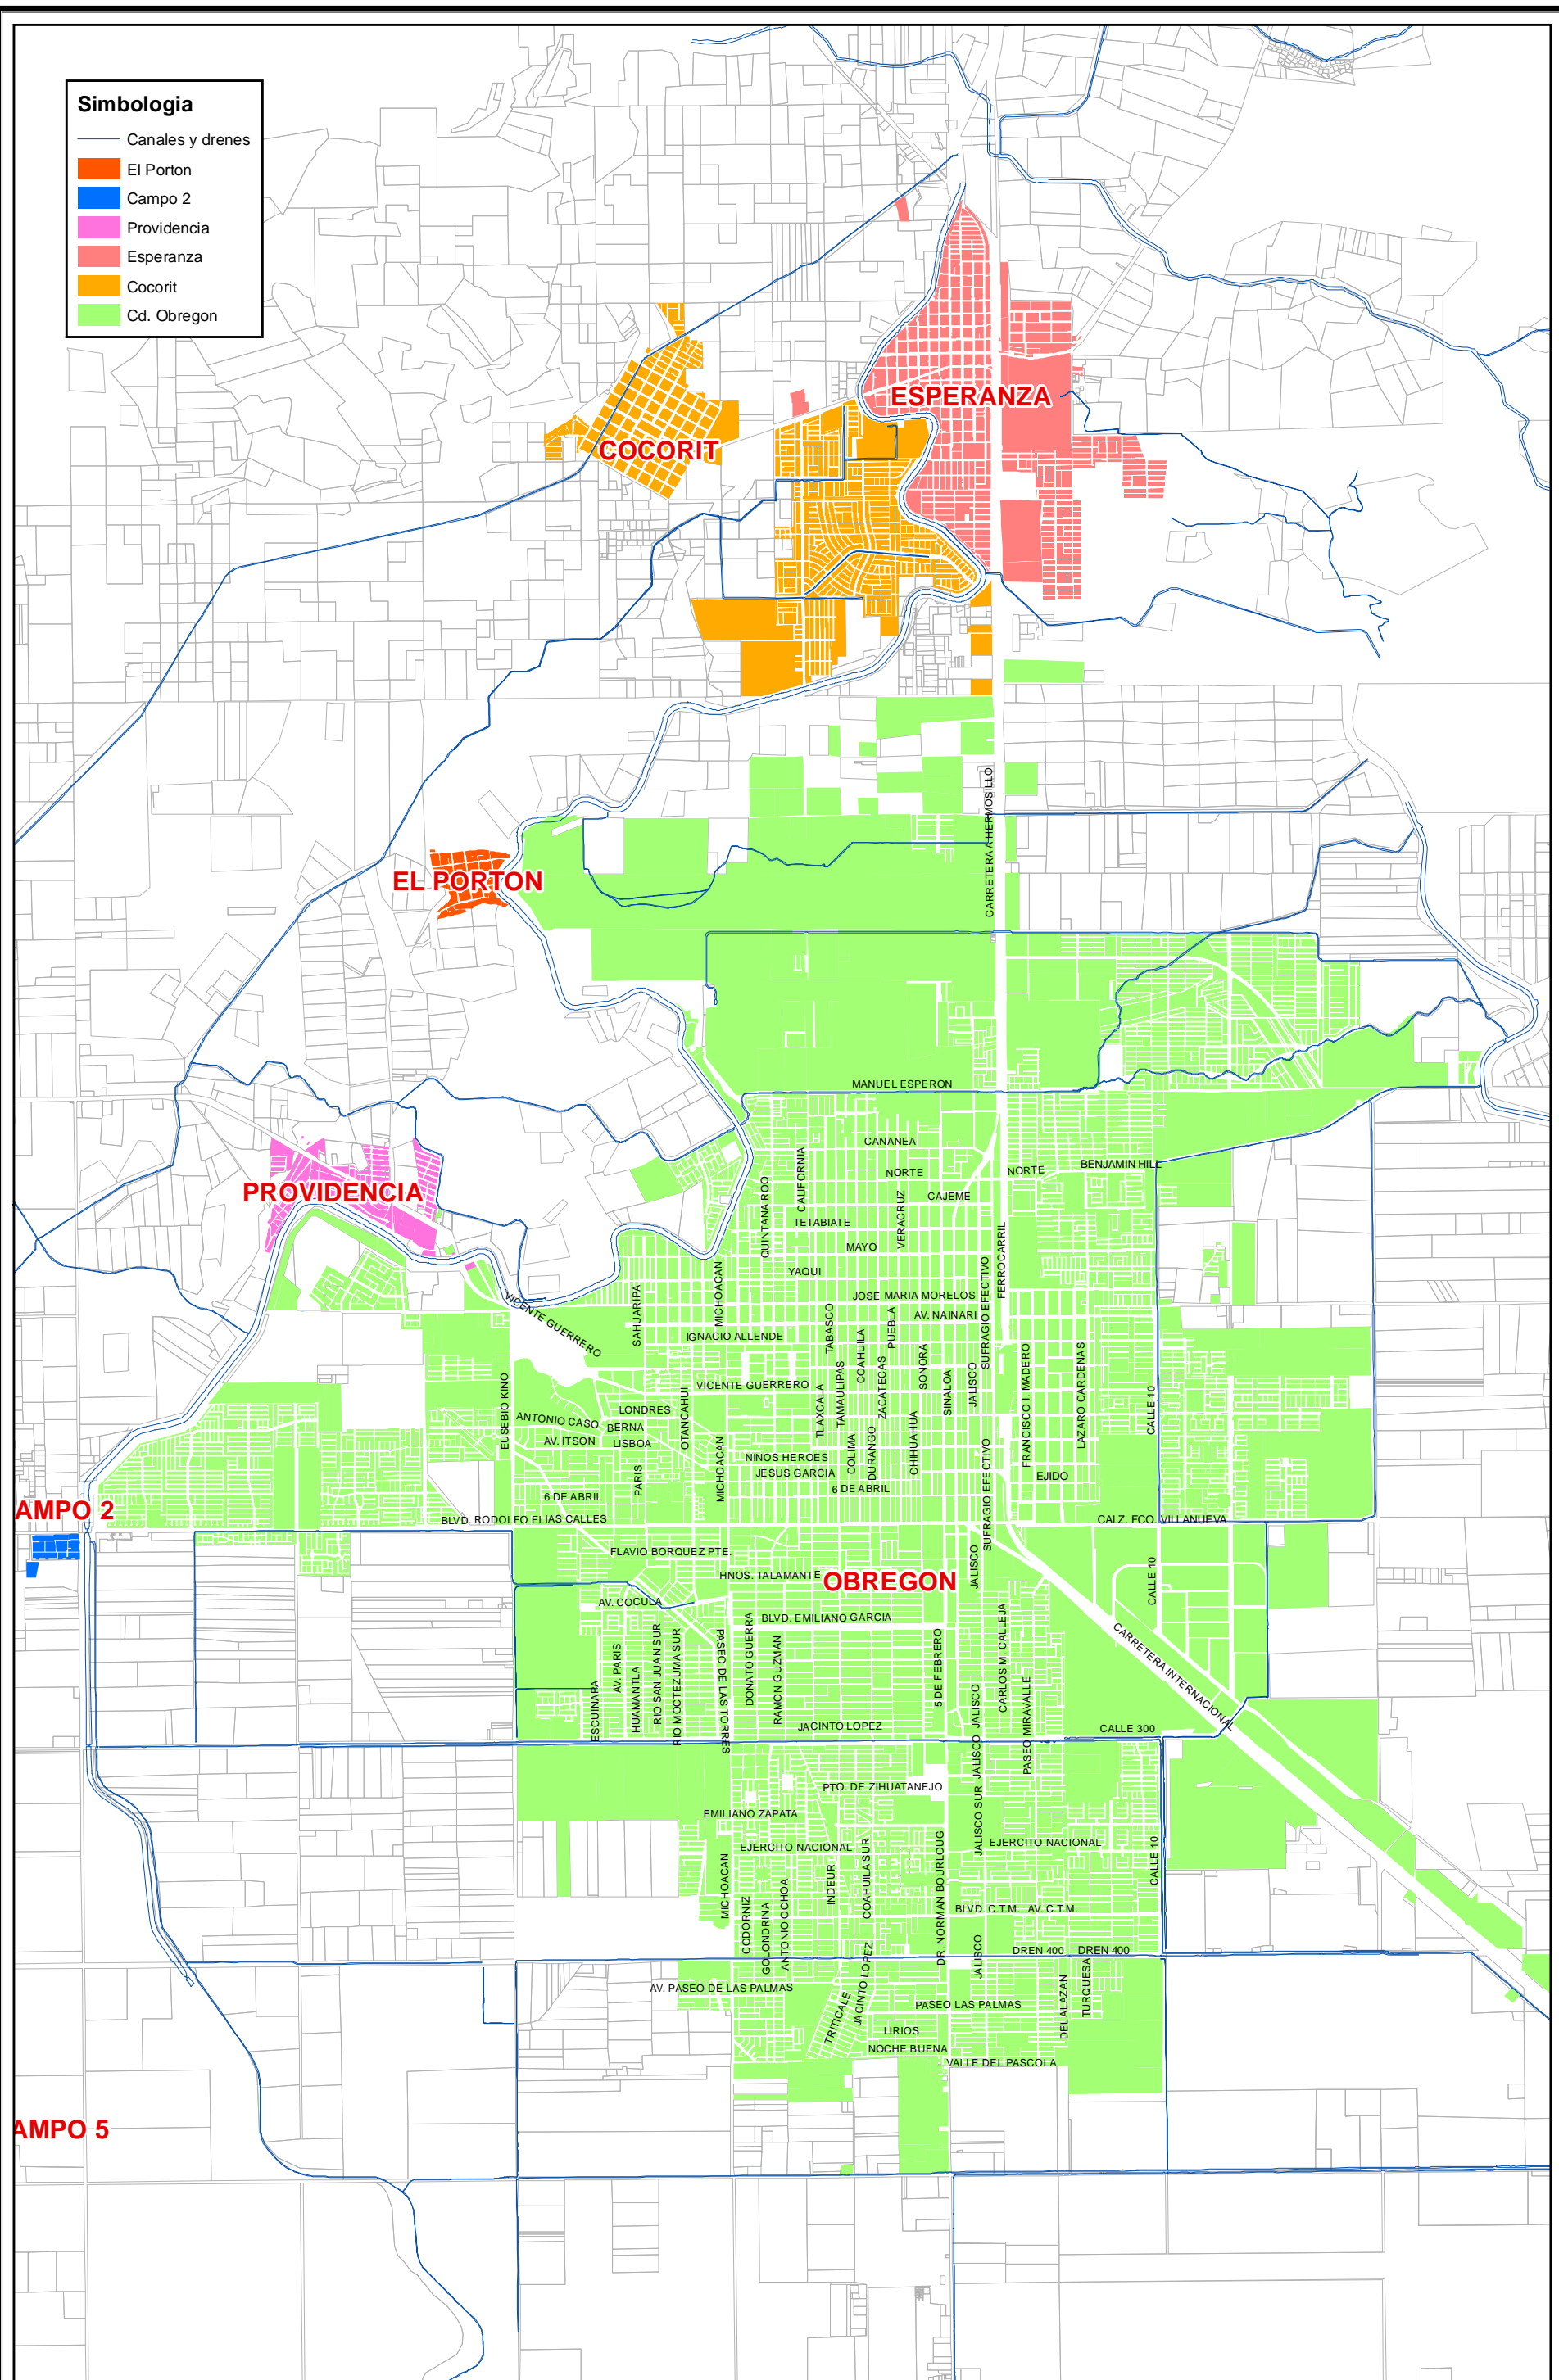 Simbologia
Canales y drenes
El Porton
Campo 2
Providencia
Esperanza
Cocorit
Cd. Obregon
ESPERANZA
COCORIT
CARRETERA A HERMOSILLO
EL PORTON
MANUEL ESPERON
CANANEA
NORTE
NORTE
BENJAMIN HILL
CALIFORNIA
QUINTANA ROO
CAJEME
VERACRUZ
PROVIDENCIA
TETABIATE
MAYO
FERROCARRIL
YAQUI
MICHOACAN
SUFRAGIO EFECTIVO
JOSE MARIA MORELOS
VICENTE GUERRERO
SAHUARIPA
AV. NAINARI
IGNACIO ALLENDE
TABASCO
PUEBLA
COAHUILA
SONORA
FRANCISCO I. MADERO
LAZARO CARDENAS
VICENTE GUERRERO
TAMAULIPAS
ZACATECAS
SINALOA
JALISCO
EUSEBIO KINO
LONDRES
OTANCAHUI
TLAXCALA
CALLE 10
ANTONIO CASO
BERNA
AV. ITSON
LISBOA
CHIHUAHUA
COLIMA
DURANGO
MICHOACAN
NINOS HEROES
JESUS GARCIA
EJIDO
PARIS
6 DE ABRIL
6 DE ABRIL
SUFRAGIO EFECTIVO
AMPO 2
BLVD. RODOLFO ELIAS CALLES
CALZ. FCO. VILLANUEVA
FLAVIO BORQUEZ PTE.
HNOS. TALAMANTE
OBREGON
JALISCO
CALLE 10
AV. COCULA
BLVD. EMILIANO GARCIA
DONATO GUERRA
PASEO DE LAS TORRES
RAMON GUZMAN
5 DE FEBRERO
CARLOS M. CALLEJA
CARRETERA INTERNACIONAL
AV. PARIS
HUAMANTLA
RIO SAN JUAN SUR
RIO MOCTEZUMA SUR
ESCUINAPA
JALISCO
PASEO MIRAVALLE
JACINTO LOPEZ
CALLE 300
JALISCO
PTO. DE ZIHUATANEJO
EMILIANO ZAPATA
JALISCO SUR
EJERCITO NACIONAL
EJERCITO NACIONAL
CALLE 10
MICHOACAN
INDEUR
COAHUILA SUR
DR. NORMAN BOURLOUG
CODORNIZ
GOLONDRINA
ANTONIO OCHOA
BLVD. C.T.M.
AV. C.T.M.
JALISCO
DREN 400
DREN 400
JACINTO LOPEZ
AV. PASEO DE LAS PALMAS
TRITICALE
PASEO LAS PALMAS
DEL ALAZAN
TURQUESA
LIRIOS
NOCHE BUENA
VALLE DEL PASCOLA
AMPO 5